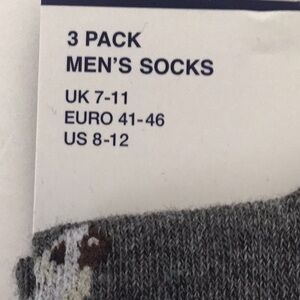 3 PACK
MEN'S SOCKS
UK 7-11
EURO 41-46
US 8-12